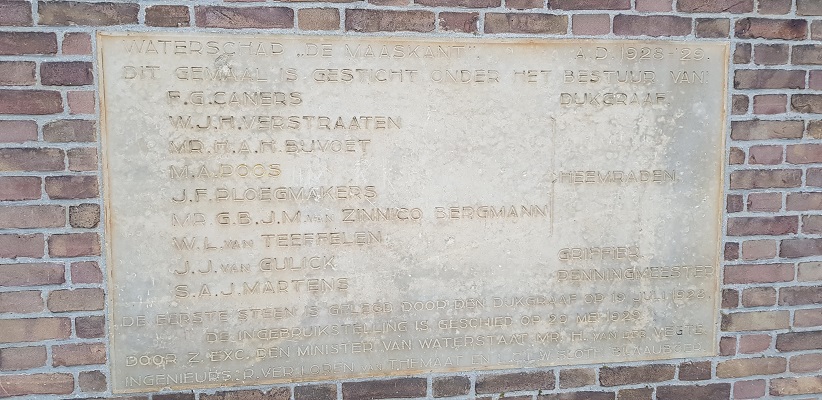 WATERSCHAP „DE MAASKANT" A.D. 1928-'29.
DIT GEMAAL IS GESTICHT ONDER HET BESTUUR VAN:
F.G. CANERS DIJKGRAAF
W.J.H. VERSTRAATEN
MR. H.A.H. BIJVOET
M.A. ROOS HEEMRADEN
J.F. PLOEGMAKERS
MR. G.B.J.M. VAN ZINNICQ BERGMANN
W.L. VAN TEEFFELEN
J.J. VAN GULICK GRIFFIER
S.A.J. MARTENS PENNINGMEESTER
DE EERSTE STEEN IS GELEGD DOOR DEN DIJKGRAAF OP JULI 1928.
DE INGEBRUIKSTELLING IS GESCHIED OP 29 MEI 1929
DOOR Z. EXC. DEN MINISTER VAN WATERSTAAT MR. H. VAN DER VEGTE
INGENIEURS: R. VERLOREN V. THEMAAT EN